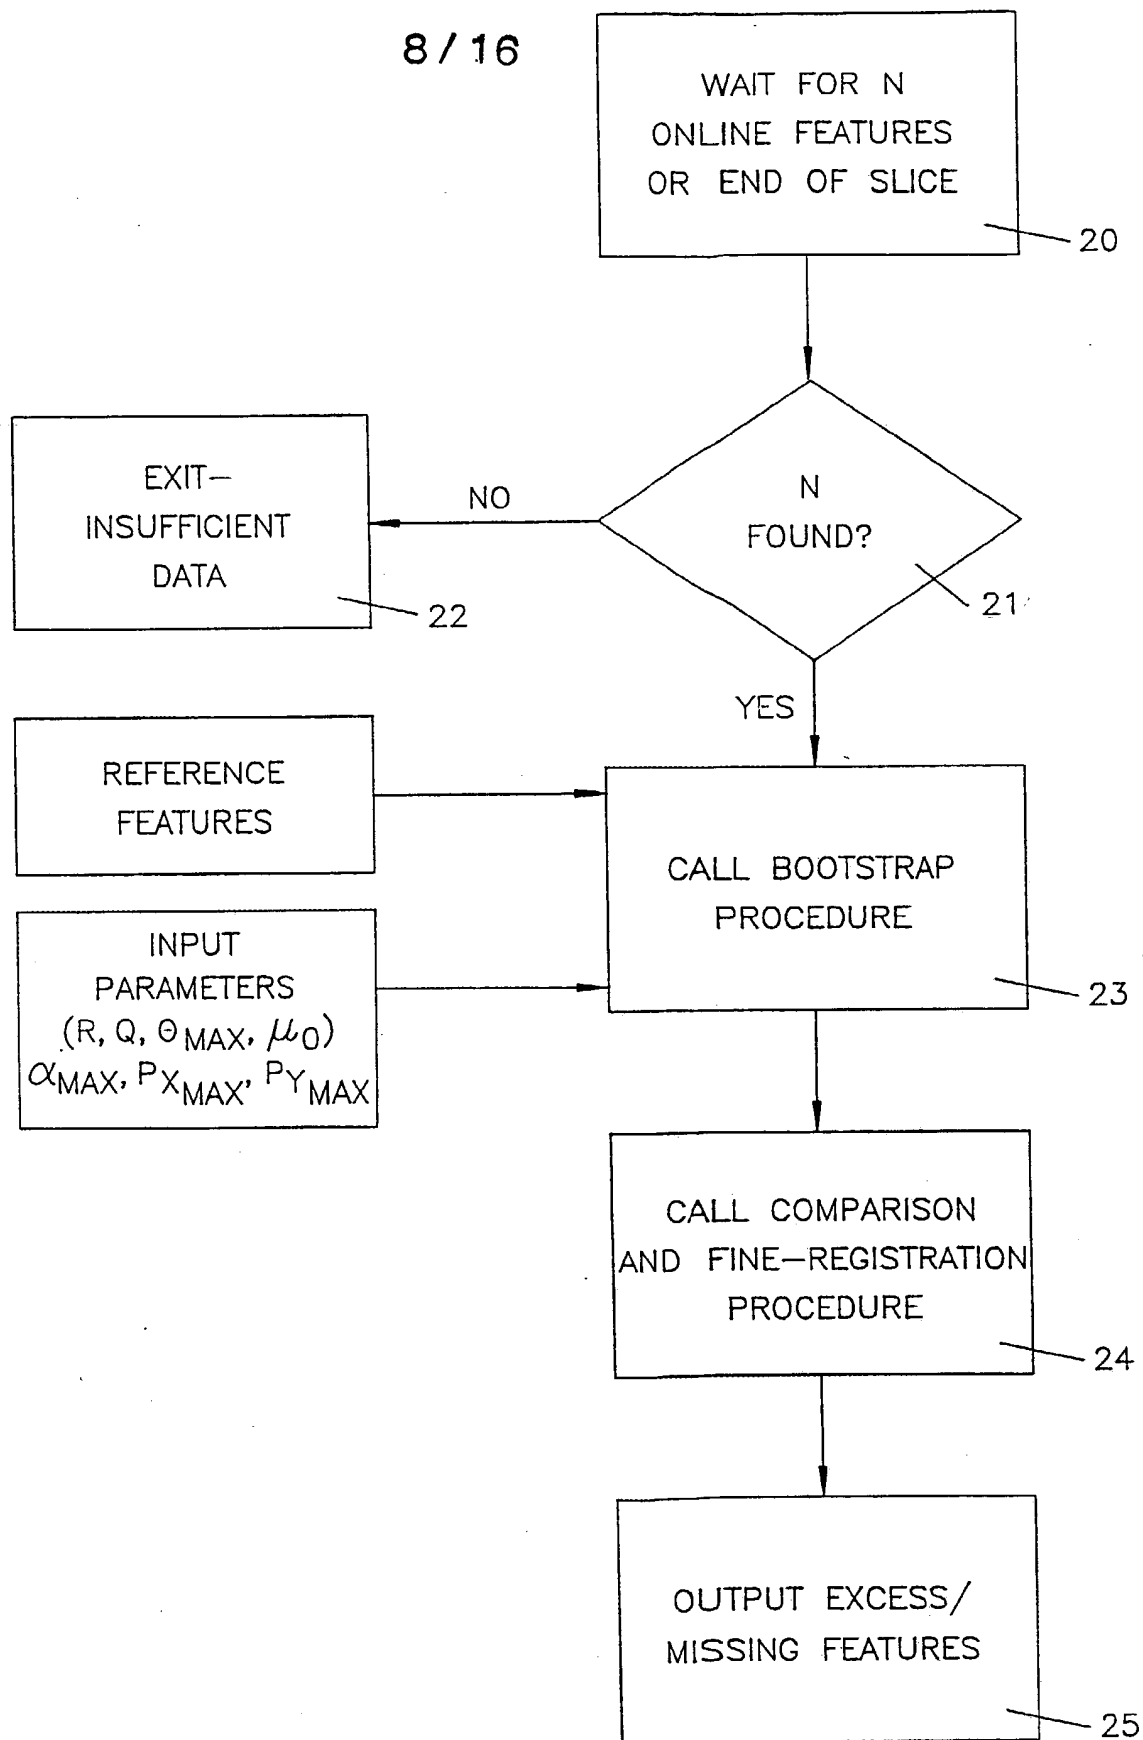 8/16
WAIT FOR N
ONLINE FEATURES
OR END OF SLICE
20
N
FOUND?
21
NO
EXIT—
INSUFFICIENT
DATA
22
YES
REFERENCE
FEATURES
INPUT
PARAMETERS
(R, Q, ΘMAX, μ0)
αMAX, PXMAX, PYMAX
CALL BOOTSTRAP
PROCEDURE
23
CALL COMPARISON
AND FINE—REGISTRATION
PROCEDURE
24
OUTPUT EXCESS/
MISSING FEATURES
25